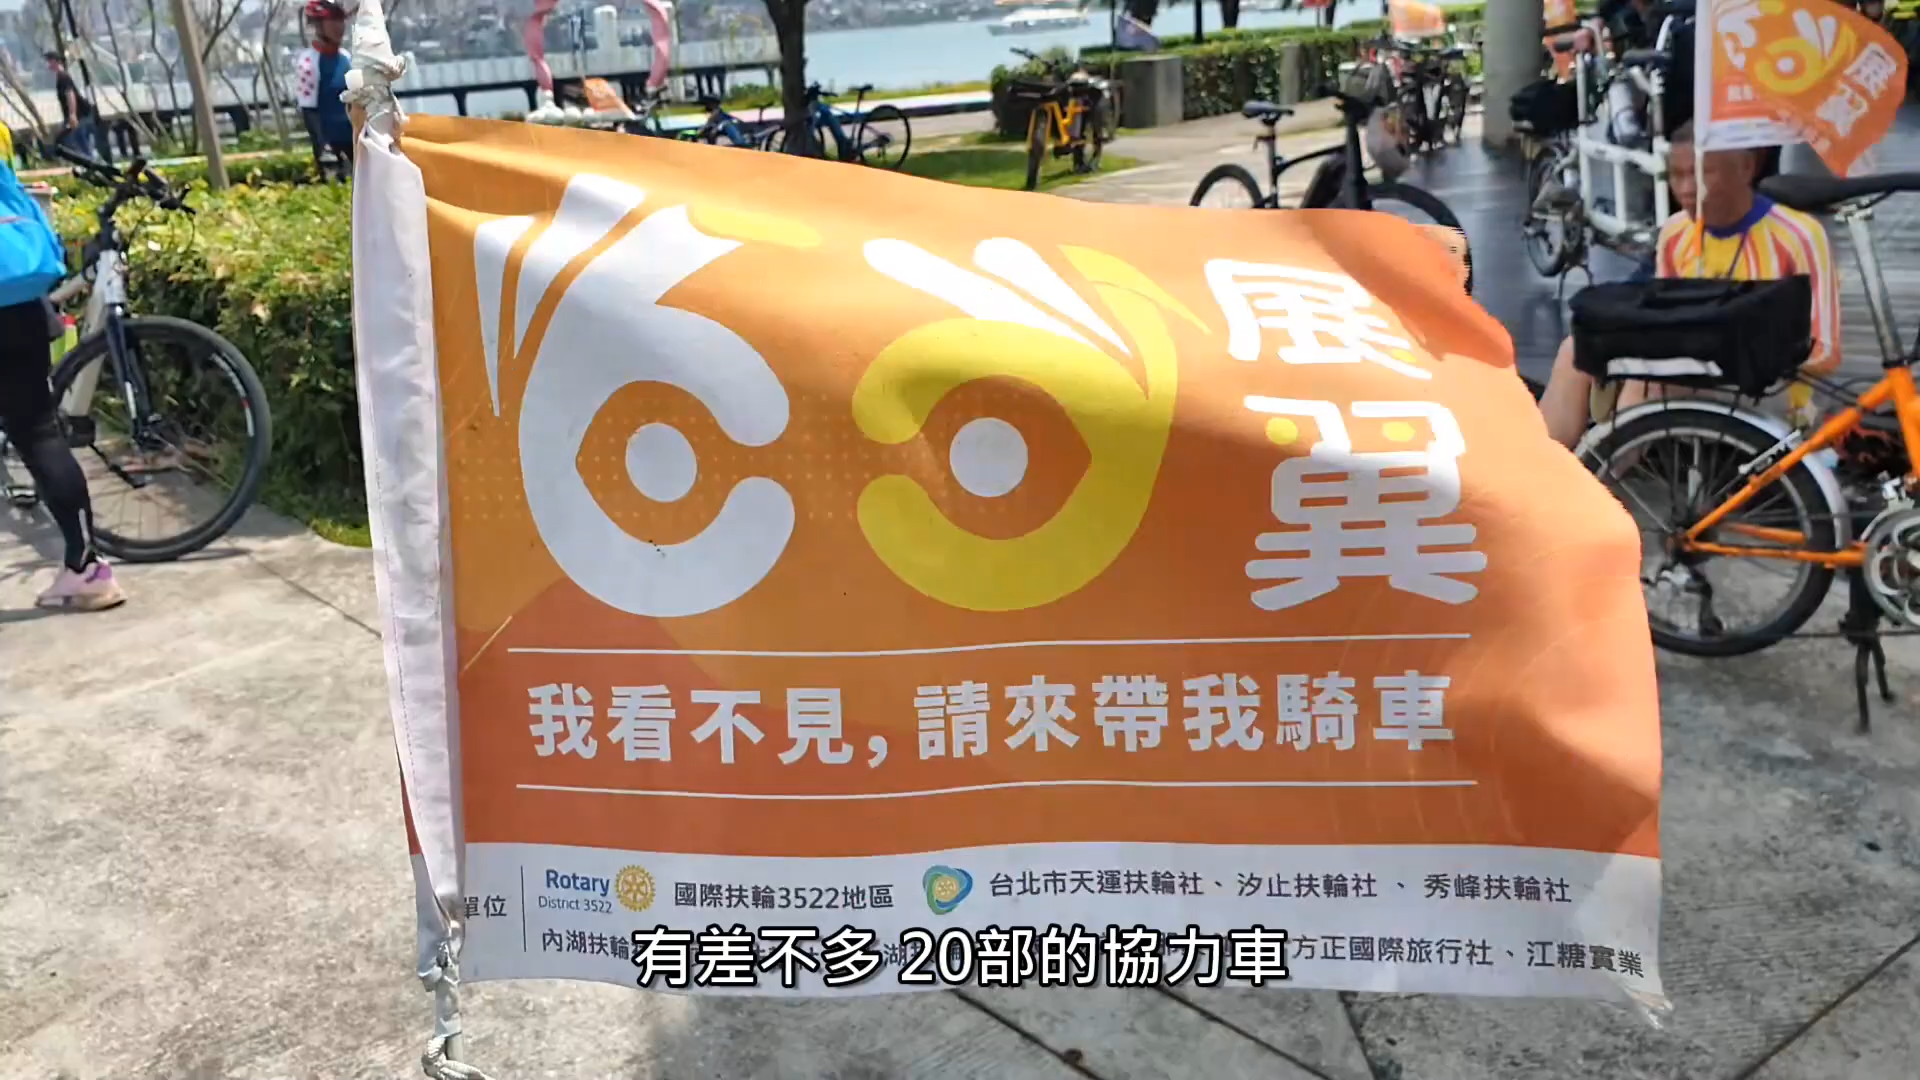 展翼
展翼
我看不見，請來帶我騎車
單位
Rotary
District 3522
國際扶輪3522地區
台北市天運扶輪社、汐止扶輪社、秀峰扶輪社
內湖扶輪
方正國際旅行社、江糖實業
有差不多 20部的協力車